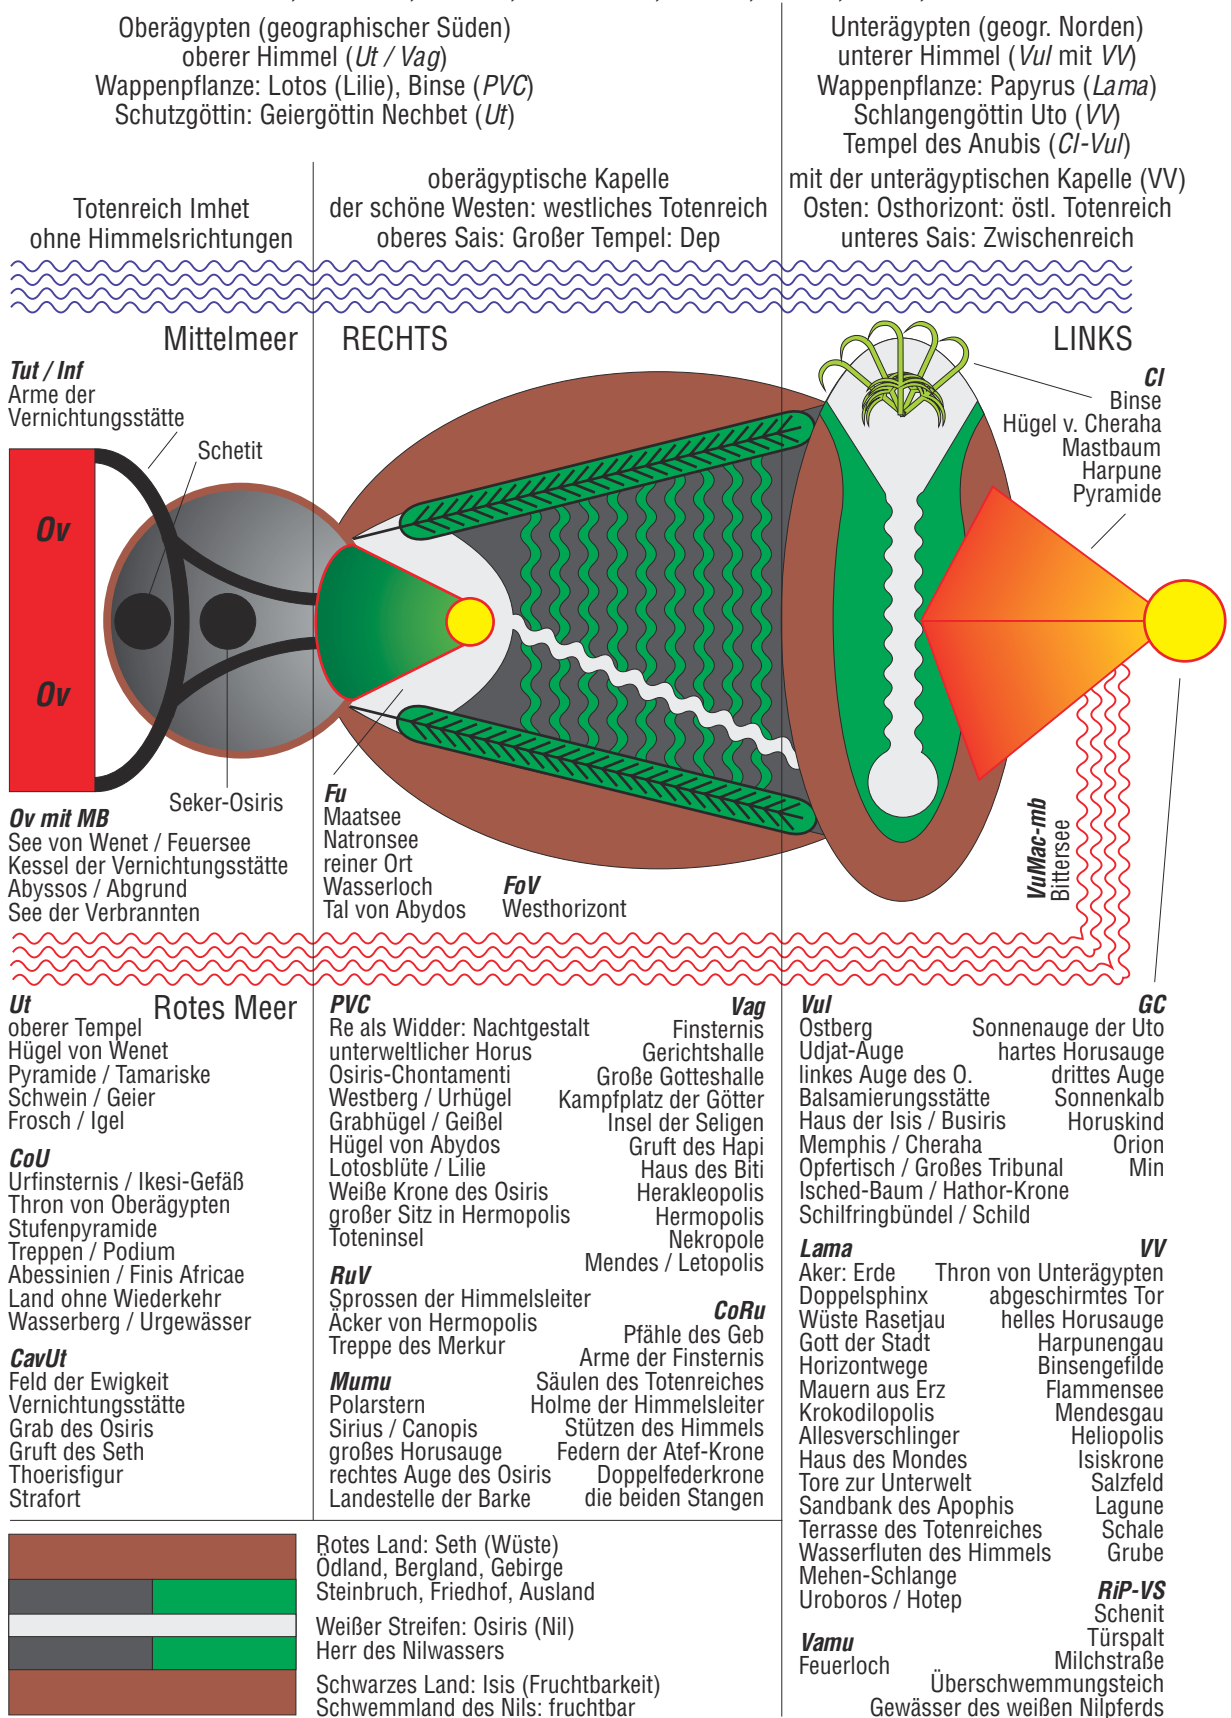 Oberägypten (geographischer Süden)
oberer Himmel (Ut / Vag)
Wappenpflanze: Lotos (Lilie), Binse (PVC)
Schutzgöttin: Geiergöttin Nechbet (Ut)
Unterägypten (geogr. Norden)
unterer Himmel (Vul mit VV)
Wappenpflanze: Papyrus (Lama)
Schlangengöttin Uto (VV)
Tempel des Anubis (Cl-Vul)
Totenreich Imhet
ohne Himmelsrichtungen
oberägyptische Kapelle
der schöne Westen: westliches Totenreich
oberes Sais: Großer Tempel: Dep
mit der unterägyptischen Kapelle (VV)
Osten: Osthorizont: östl. Totenreich
unteres Sais: Zwischenreich
Mittelmeer
RECHTS
LINKS
Tut / Inf
Arme der
Vernichtungsstätte
Schetit
Cl
Binse
Hügel v. Cheraha
Mastbaum
Harpune
Pyramide
Ov
Ov
Seker-Osiris
Ov mit MB
See von Wenet / Feuersee
Kessel der Vernichtungsstätte
Abyssos / Abgrund
See der Verbrannten
Fu
Maatsee
Natronsee
reiner Ort
Wasserloch
Tal von Abydos
FoV
Westhorizont
VuMac-mb
Bittersee
Rotes Meer
Ut
oberer Tempel
Hügel von Wenet
Pyramide / Tamariske
Schwein / Geier
Frosch / Igel
CoU
Urfinsternis / Ikesi-Gefäß
Thron von Oberägypten
Stufenpyramide
Treppen / Podium
Abessinien / Finis Africae
Land ohne Wiederkehr
Wasserberg / Urgewässer
CavUt
Feld der Ewigkeit
Vernichtungsstätte
Grab des Osiris
Gruft des Seth
Thoerisfigur
Strafort
PVC
Re als Widder: Nachtgestalt
unterweltlicher Horus
Osiris-Chontamenti
Westberg / Urhügel
Grabhügel / Geißel
Hügel von Abydos
Lotosblüte / Lilie
Weiße Krone des Osiris
großer Sitz in Hermopolis
Toteninsel
RuV
Sprossen der Himmelsleiter
Äcker von Hermopolis
Treppe des Merkur
Mumu
Polarstern
Sirius / Canopis
großes Horusauge
rechtes Auge des Osiris
Landestelle der Barke
Vag
Finsternis
Gerichtshalle
Große Gotteshalle
Kampfplatz der Götter
Insel der Seligen
Gruft des Hapi
Haus des Biti
Herakleopolis
Hermopolis
Nekropole
Mendes / Letopolis
CoRu
Pfähle des Geb
Arme der Finsternis
Säulen des Totenreiches
Holme der Himmelsleiter
Stützen des Himmels
Federn der Atef-Krone
Doppelfederkrone
die beiden Stangen
Vul
Ostberg
Udjat-Auge
linkes Auge des O.
Balsamierungsstätte
Haus der Isis / Busiris
Memphis / Cheraha
Opfertisch / Großes Tribunal
Isched-Baum / Hathor-Krone
Schilfringbündel / Schild
GC
Sonnenauge der Uto
hartes Horusauge
drittes Auge
Sonnenkalb
Horuskind
Orion
Min
Lama
Aker: Erde
Doppelsphinx
Wüste Rasetjau
Gott der Stadt
Horizontwege
Mauern aus Erz
Krokodilopolis
Allesverschlinger
Haus des Mondes
Tore zur Unterwelt
Sandbank des Apophis
Terrasse des Totenreiches
Wasserfluten des Himmels
Mehen-Schlange
Uroboros / Hotep
VV
Thron von Unterägypten
abgeschirmtes Tor
helles Horusauge
Harpunengau
Binsengefilde
Flammensee
Mendesgau
Heliopolis
Isiskrone
Salzfeld
Lagune
Schale
Grube
Vamu
Feuerloch
RiP-VS
Schenit
Türspalt
Milchstraße
Überschwemmungsteich
Gewässer des weißen Nilpferds
Rotes Land: Seth (Wüste)
Ödland, Bergland, Gebirge
Steinbruch, Friedhof, Ausland
Weißer Streifen: Osiris (Nil)
Herr des Nilwassers
Schwarzes Land: Isis (Fruchtbarkeit)
Schwemmland des Nils: fruchtbar